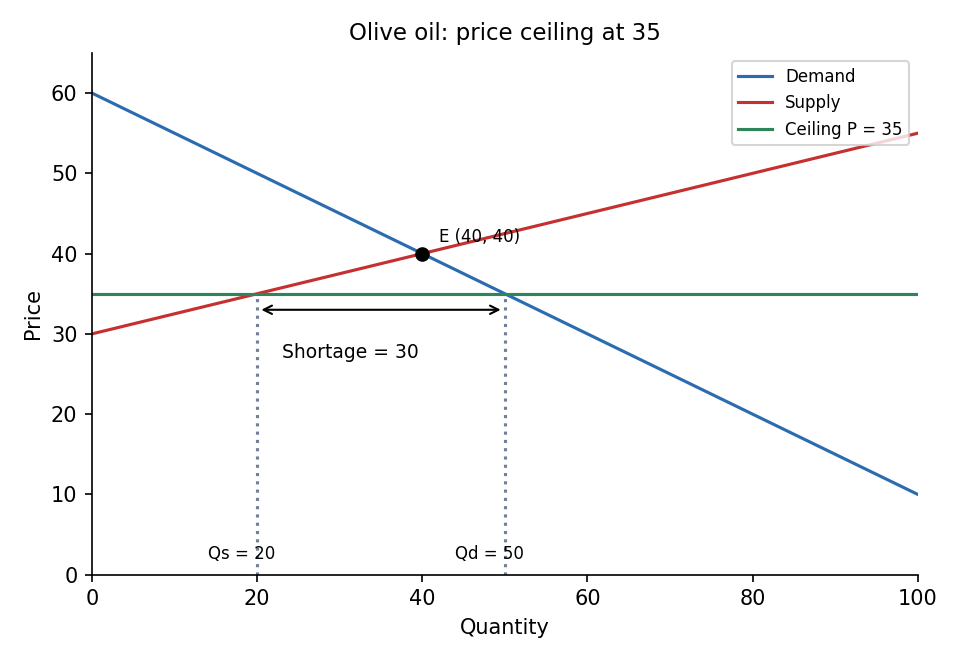 Olive oil: price ceiling at 35
Demand
Supply
Ceiling P = 35
60
50
40
30
20
10
0
Price
E (40, 40)
Shortage = 30
Qs = 20
Qd = 50
0
20
40
60
80
100
Quantity